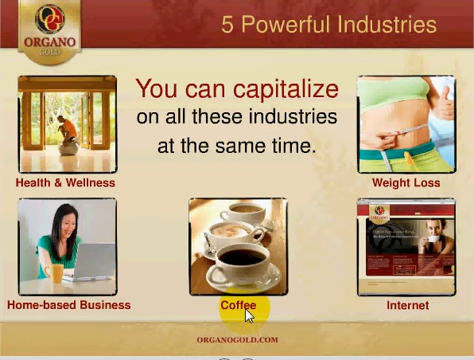 OG
ORGANO
GOLD
5 Powerful Industries
You can capitalize
on all these industries
at the same time.
Health & Wellness
Weight Loss
Home-based Business
Coffee
Internet
ORGANOGOLD.COM